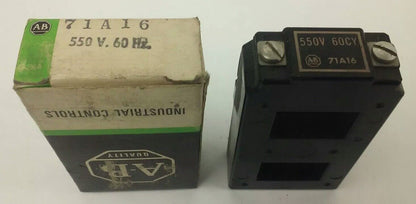 AB
71A16
550 V. 60 Hz.
INDUSTRIAL CONTROLS
A-B
QUALITY
550V 60CY
AB 71A16